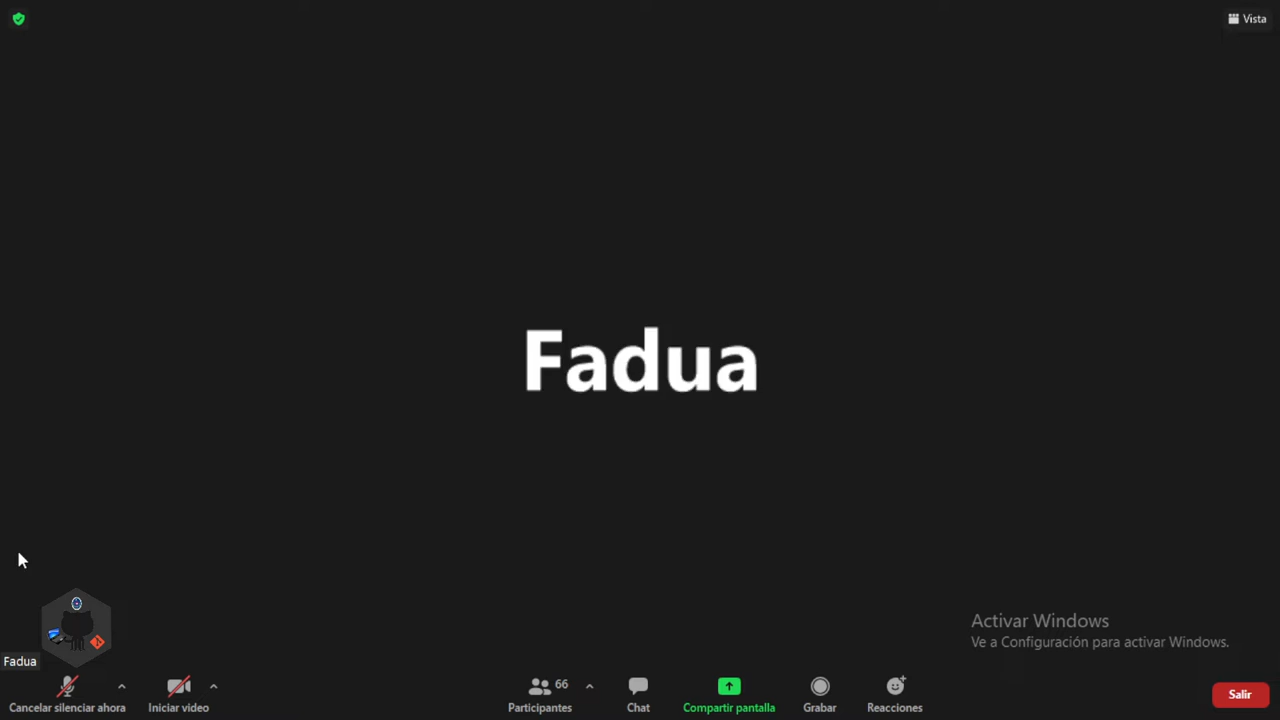 Vista
Fadua
Activar Windows
Ve a Configuración para activar Windows.
Fadua
Cancelar silenciar ahora
Iniciar video
66
Participantes
Chat
Compartir pantalla
Grabar
Reacciones
Salir